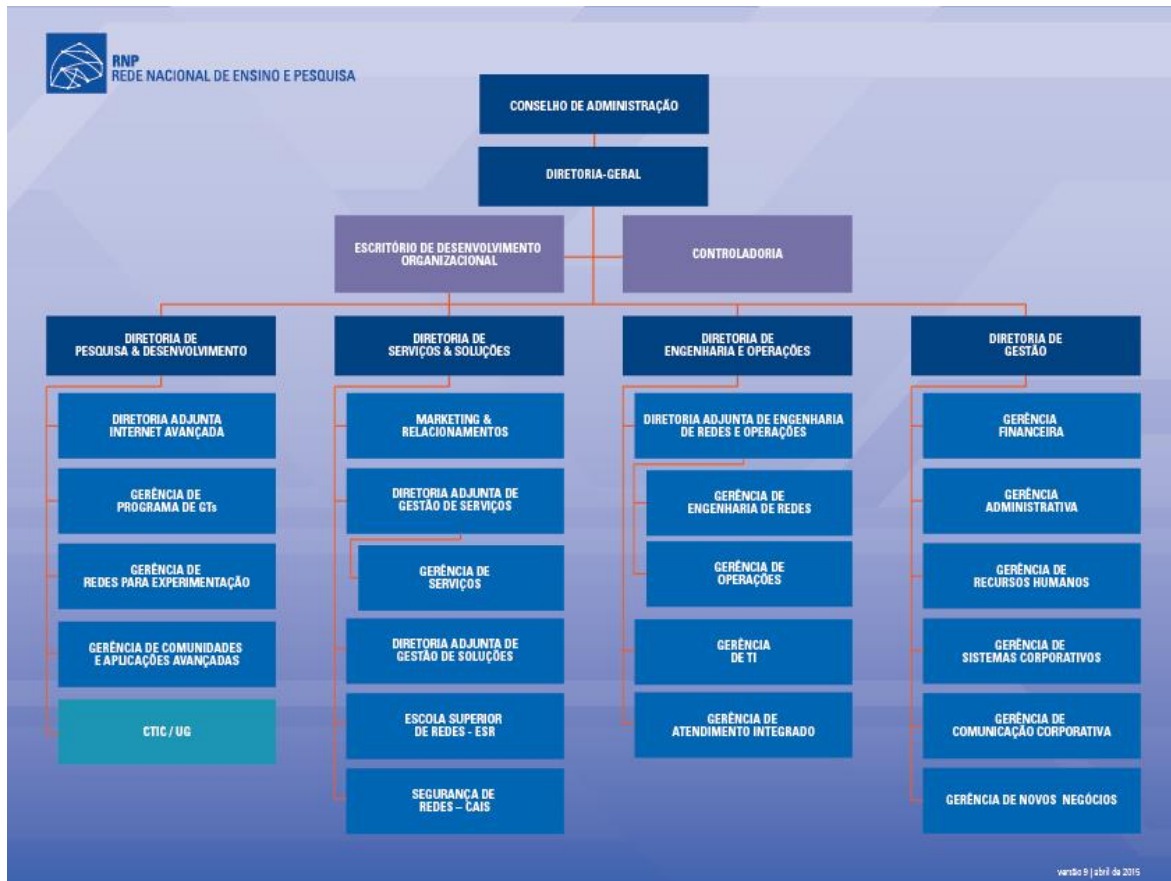 RNP
REDE NACIONAL DE ENSINO E PESQUISA
CONSELHO DE ADMINISTRAÇÃO
DIRETORIA-GERAL
ESCRITÓRIO DE DESENVOLVIMENTO
ORGANIZACIONAL
CONTROLADORIA
DIRETORIA DE
PESQUISA & DESENVOLVIMENTO
DIRETORIA ADJUNTA
INTERNET AVANÇADA
GERÊNCIA DE
PROGRAMA DE GTs
GERÊNCIA DE
REDES PARA EXPERIMENTAÇÃO
GERÊNCIA DE COMUNIDADES
E APLICAÇÕES AVANÇADAS
CTIC / UG
DIRETORIA DE
SERVIÇOS & SOLUÇÕES
MARKETING &
RELACIONAMENTOS
DIRETORIA ADJUNTA DE
GESTÃO DE SERVIÇOS
GERÊNCIA DE
SERVIÇOS
DIRETORIA ADJUNTA DE
GESTÃO DE SOLUÇÕES
ESCOLA SUPERIOR
DE REDES - ESR
SEGURANÇA DE
REDES – CAIS
DIRETORIA DE
ENGENHARIA E OPERAÇÕES
DIRETORIA ADJUNTA DE ENGENHARIA
DE REDES E OPERAÇÕES
GERÊNCIA DE
ENGENHARIA DE REDES
GERÊNCIA DE
OPERAÇÕES
GERÊNCIA
DE TI
GERÊNCIA DE
ATENDIMENTO INTEGRADO
DIRETORIA DE
GESTÃO
GERÊNCIA
FINANCEIRA
GERÊNCIA
ADMINISTRATIVA
GERÊNCIA DE
RECURSOS HUMANOS
GERÊNCIA DE
SISTEMAS CORPORATIVOS
GERÊNCIA DE
COMUNICAÇÃO CORPORATIVA
GERÊNCIA DE NOVOS NEGÓCIOS
versão 9 | abril de 2015